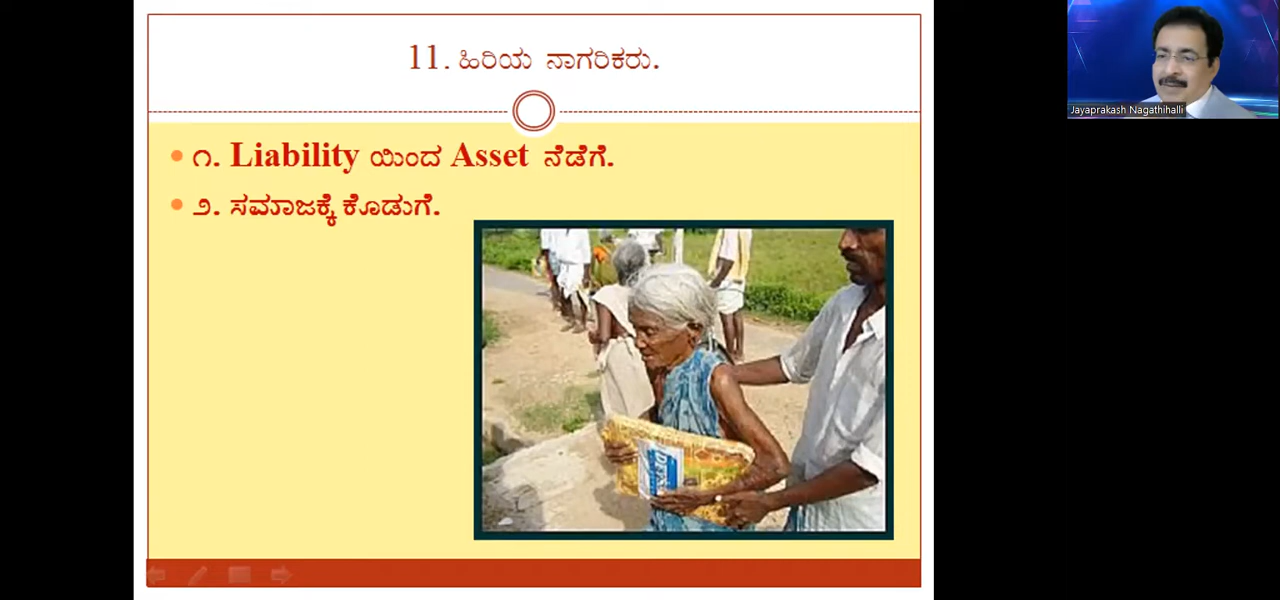 11. ಹಿರಿಯ ನಾಗರಿಕರು.
Jayaprakash Nagathihalli
• ೧. Liability ಯಿಂದ Asset ನೆಡೆಗೆ.
• ೨. ಸಮಾಜಕ್ಕೆ ಕೊಡುಗೆ.